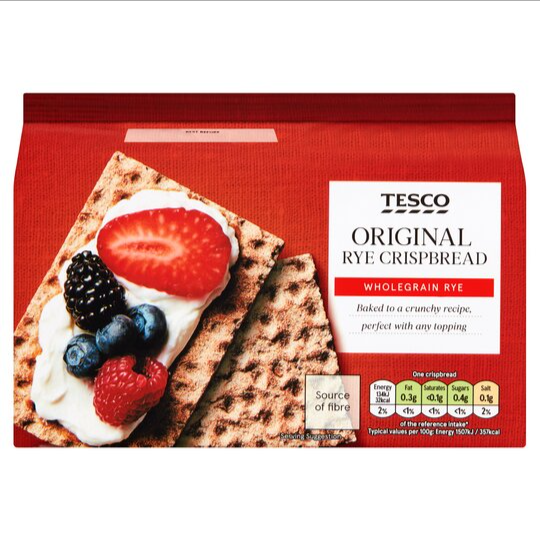 BEST BEFORE
TESCO
ORIGINAL
RYE CRISPBREAD
WHOLEGRAIN RYE
Baked to a crunchy recipe,
perfect with any topping
One crispbread
Energy Fat Saturates Sugars Salt
134kJ
32kcal 0.3g <0.1g 0.4g 0.1g
2% <1% <1% <1% 2%
of the reference intake*
Typical values per 100g: Energy 1507kJ / 357kcal
Source
of fibre
Serving Suggestion